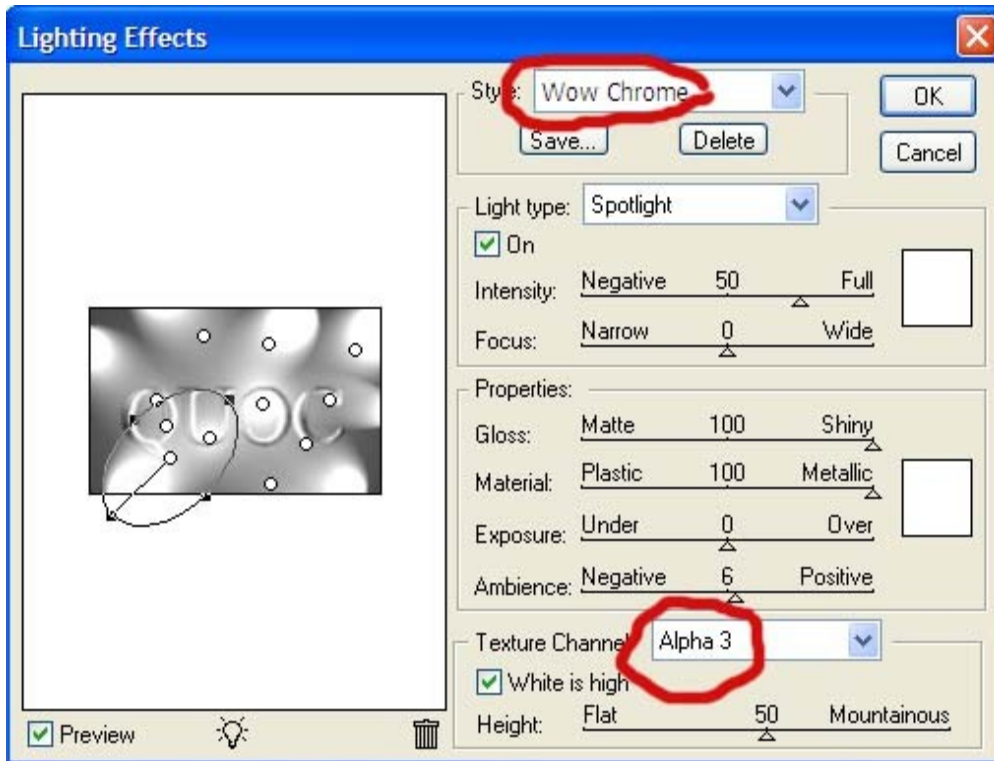 Lighting Effects
Style: Wow Chrome
OK
Save... Delete
Cancel
Light type: Spotlight
On
Intensity: Negative 50 Full
Focus: Narrow 0 Wide
Properties:
Gloss: Matte 100 Shiny
Material: Plastic 100 Metallic
Exposure: Under 0 Over
Ambience: Negative 6 Positive
Texture Channel: Alpha 3
White is high
Height: Flat 50 Mountainous
Preview